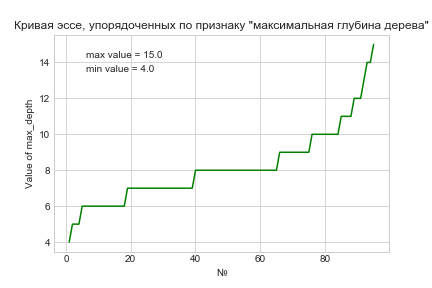 Кривая эссе, упорядоченных по признаку "максимальная глубина дерева"
max value = 15.0
min value = 4.0
Value of max_depth
14
12
10
8
6
4
0 20 40 60 80
№